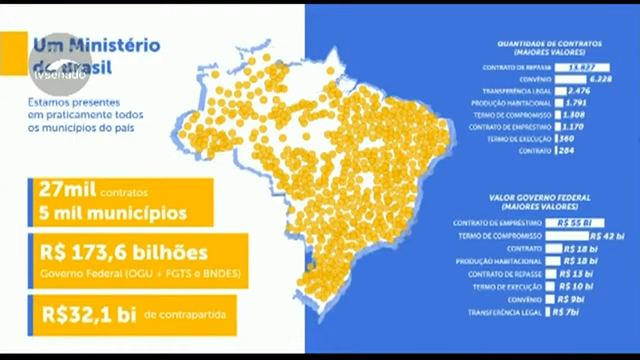 Um Ministério
do Brasil
tvsenado
Estamos presentes
em praticamente todos
os municípios do país
27mil contratos
5 mil municípios
R$ 173,6 bilhões
Governo Federal (OGU + FGTS e BNDES)
R$32,1 bi de contrapartida
QUANTIDADE DE CONTRATOS
(MAIORES VALORES)
CONTRATO DE REPASSE
CONVÊNIO 6.228
TRANSFERÊNCIA LEGAL 2.476
PRODUÇÃO HABITACIONAL 1.791
TERMO DE COMPROMISSO 1.308
CONTRATO DE EMPRÉSTIMO 1.170
TERMO DE EXECUÇÃO 360
CONTRATO 284
VALOR GOVERNO FEDERAL
(MAIORES VALORES)
CONTRATO DE EMPRÉSTIMO R$ 55 BI
TERMO DE COMPROMISSO R$ 42 bi
CONTRATO R$ 18 bi
PRODUÇÃO HABITACIONAL R$ 18 bi
CONTRATO DE REPASSE R$ 13 bi
TERMO DE EXECUÇÃO R$ 10 bi
CONVÊNIO R$ 9bi
TRANSFERÊNCIA LEGAL R$ 7bi